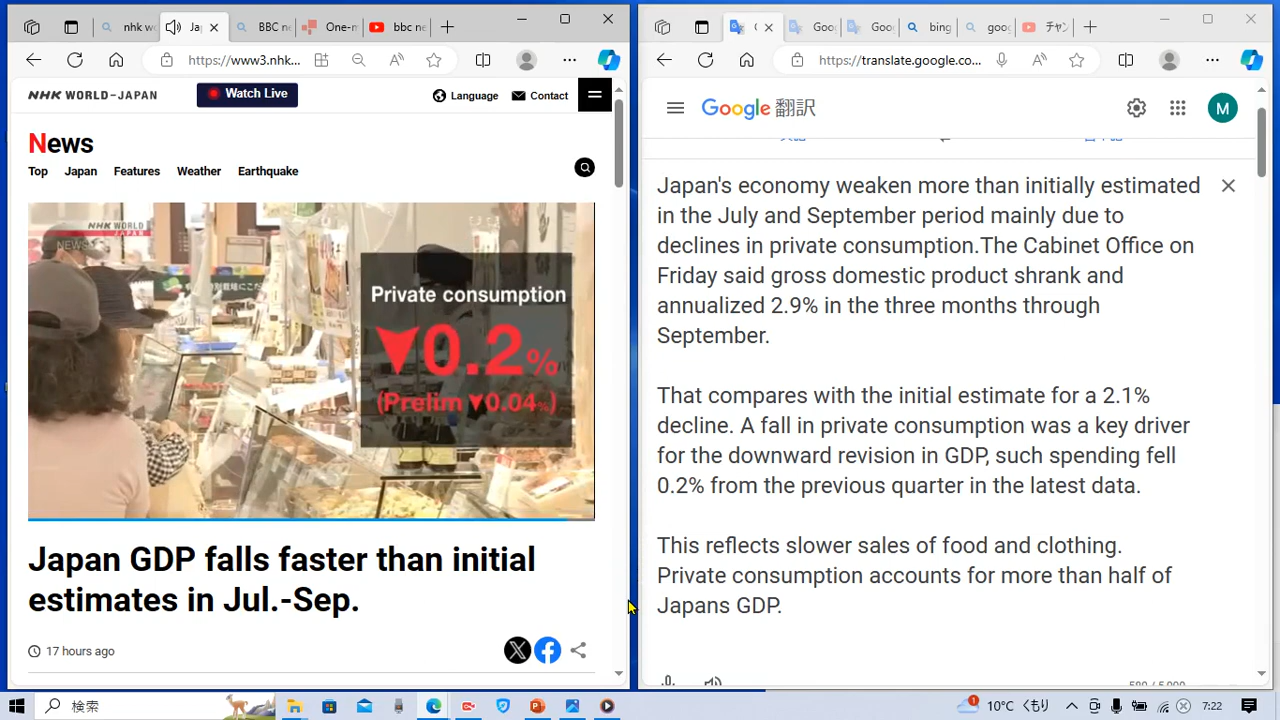 nhk w
Ja
BBC ne
One-n
bbc ne
https://www3.nhk...
NHK WORLD-JAPAN
Watch Live
Language
Contact
News
Top
Japan
Features
Weather
Earthquake
NHK WORLD
JAPAN
NEWS
Private consumption
▼0.2%
(Prelim ▼0.04%)
Japan GDP falls faster than initial
estimates in Jul.-Sep.
17 hours ago
Goo
Goo
bing
goog
チャン
https://translate.google.co...
Google 翻訳
M
Japan's economy weaken more than initially estimated
in the July and September period mainly due to
declines in private consumption.The Cabinet Office on
Friday said gross domestic product shrank and
annualized 2.9% in the three months through
September.
That compares with the initial estimate for a 2.1%
decline. A fall in private consumption was a key driver
for the downward revision in GDP, such spending fell
0.2% from the previous quarter in the latest data.
This reflects slower sales of food and clothing.
Private consumption accounts for more than half of
Japans GDP.
検索
1
10°C くもり
7:22